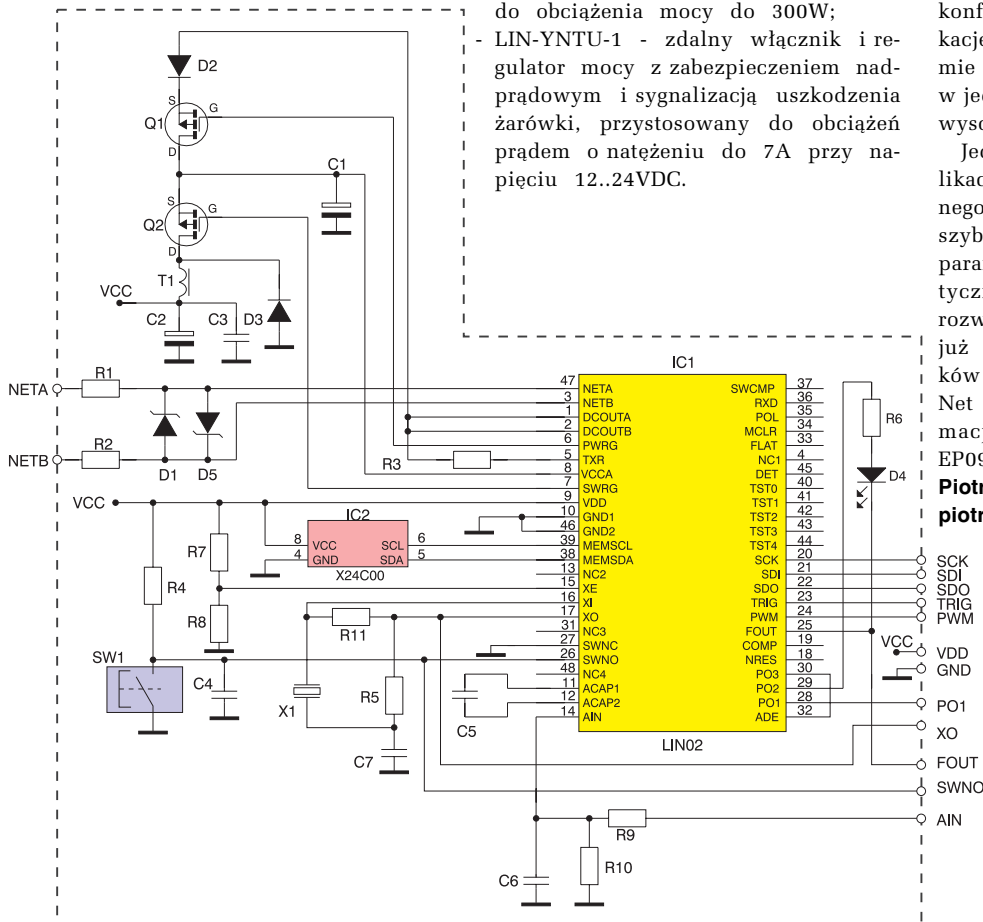 do obciążenia mocy do 300W;
- LIN-YNTU-1 - zdalny włącznik i re-
gulator mocy z zabezpieczeniem nad-
prądowym i sygnalizacją uszkodzenia
żarówki, przystosowany do obciążeń
prądem o natężeniu do 7A przy na-
pięciu 12..24VDC.
konf
kacje
mie
w jed
wyso
Jed
likac
nego
szyb
para
tyczn
rozw
już
ków
Net
macj
EP09
Piotr
piotr
D2
S
G
Q1
D
C1
S
G
Q2
D
T1
VCC
C2
C3
D3
NETA
R1
NETB
R2
D1
D5
R3
VCC
IC2
8 VCC SCL 6
4 GND SDA 5
X24C00
R7
R4
R8
R11
SW1
C4
X1
R5
C7
C5
C6
R9
R10
IC1
47 NETA
3 NETB
1 DCOUTA
2 DCOUTB
6 PWRG
5 TXR
8 VCCA
7 SWRG
9 VDD
10 GND1
46 GND2
39 MEMSCL
38 MEMSDA
13 NC2
15 XE
16 XI
17 XO
31 NC3
27 SWNC
26 SWNO
48 NC4
11 ACAP1
12 ACAP2
14 AIN
SWCMP 37
RXD 36
POL 35
MCLR 34
FLAT 33
NC1 4
DET 45
TST0 40
TST1 41
TST2 42
TST3 43
TST4 44
SCK 20
SDI 21
SDO 22
TRIG 23
PWM 24
FOUT 25
COMP 19
NRES 18
PO3 30
PO2 29
PO1 28
ADE 32
LIN02
R6
D4
SCK
SDI
SDO
TRIG
PWM
VCC
VDD
GND
PO1
XO
FOUT
SWNO
AIN